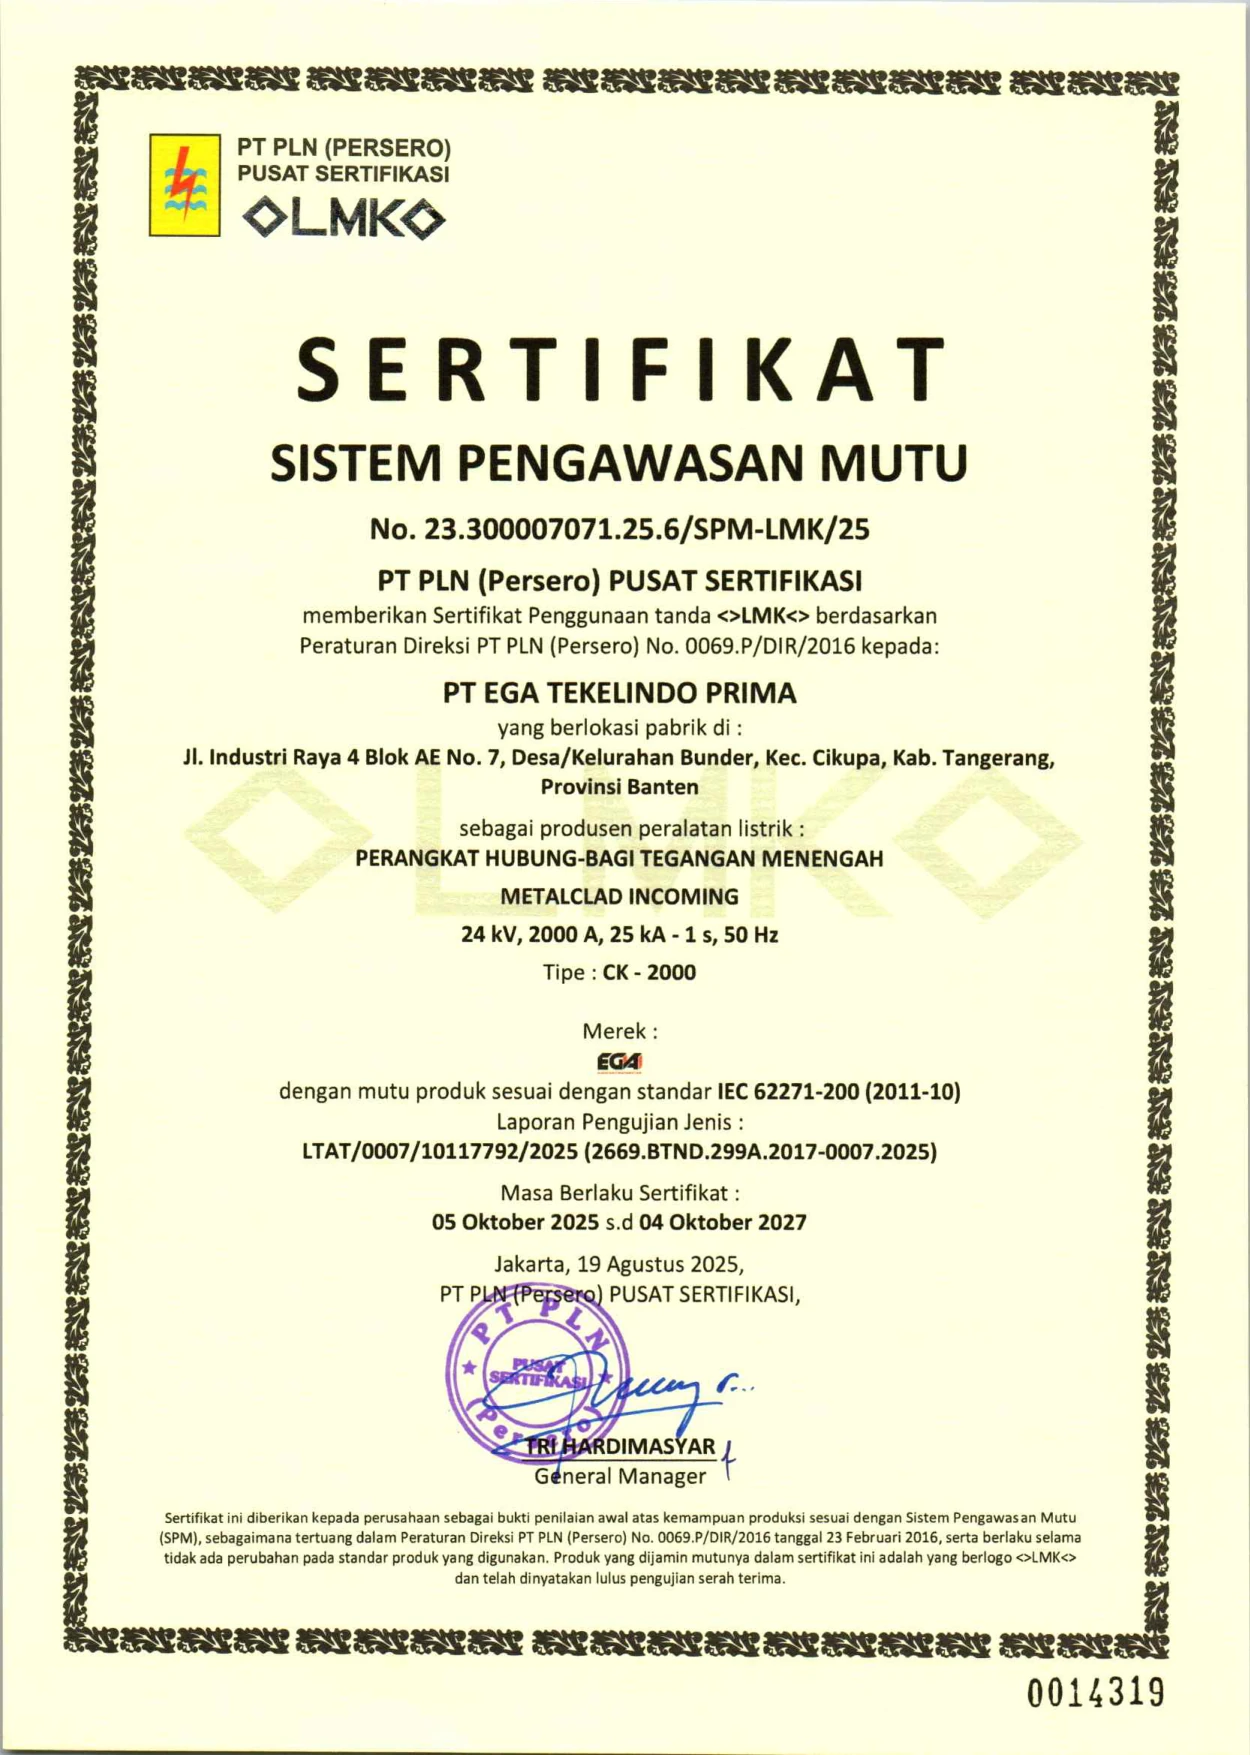 PT PLN (PERSERO)
PUSAT SERTIFIKASI
<>LMK<>
SERTIFIKAT
SISTEM PENGAWASAN MUTU
No. 23.300007071.25.6/SPM-LMK/25
PT PLN (Persero) PUSAT SERTIFIKASI
memberikan Sertifikat Penggunaan tanda <>LMK<> berdasarkan
Peraturan Direksi PT PLN (Persero) No. 0069.P/DIR/2016 kepada:
PT EGA TEKELINDO PRIMA
yang berlokasi pabrik di :
Jl. Industri Raya 4 Blok AE No. 7, Desa/Kelurahan Bunder, Kec. Cikupa, Kab. Tangerang,
Provinsi Banten
sebagai produsen peralatan listrik :
PERANGKAT HUBUNG-BAGI TEGANGAN MENENGAH
METALCLAD INCOMING
24 kV, 2000 A, 25 kA - 1 s, 50 Hz
Tipe : CK - 2000
Merek :
EGA
dengan mutu produk sesuai dengan standar IEC 62271-200 (2011-10)
Laporan Pengujian Jenis :
LTAT/0007/10117792/2025 (2669.BTND.299A.2017-0007.2025)
Masa Berlaku Sertifikat :
05 Oktober 2025 s.d 04 Oktober 2027
Jakarta, 19 Agustus 2025,
PT PLN (Persero) PUSAT SERTIFIKASI,
PT PLN
PUSAT
SERTIFIKASI
(Persero)
TRI HARDIMASYAR
General Manager
Sertifikat ini diberikan kepada perusahaan sebagai bukti penilaian awal atas kemampuan produksi sesuai dengan Sistem Pengawasan Mutu
(SPM), sebagaimana tertuang dalam Peraturan Direksi PT PLN (Persero) No. 0069.P/DIR/2016 tanggal 23 Februari 2016, serta berlaku selama
tidak ada perubahan pada standar produk yang digunakan. Produk yang dijamin mutunya dalam sertifikat ini adalah yang berlogo <>LMK<>
dan telah dinyatakan lulus pengujian serah terima.
0014319